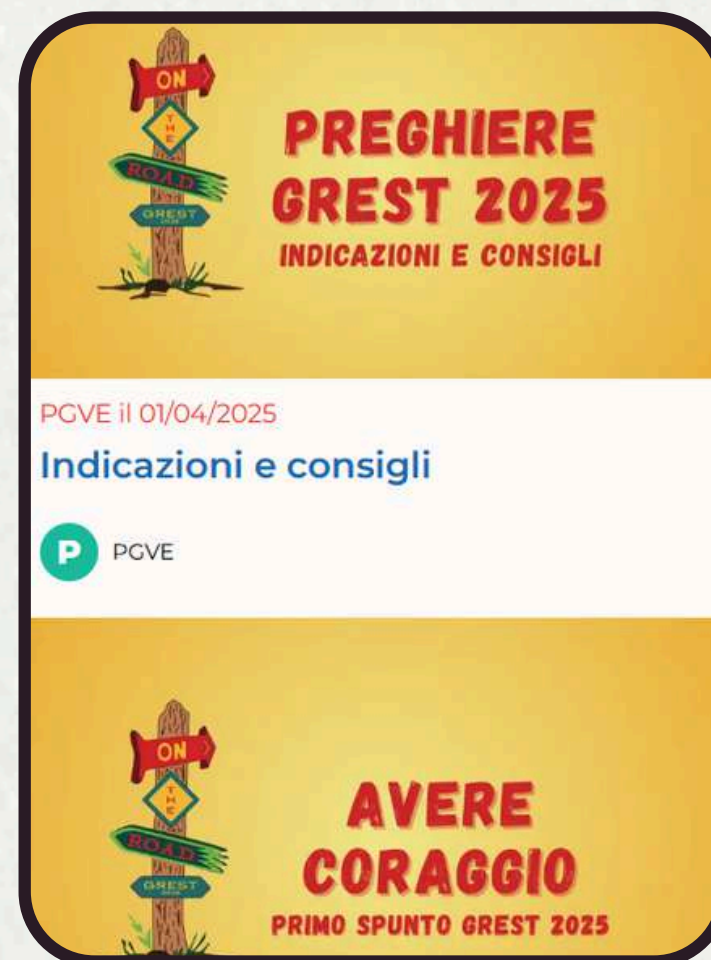 ON
THE
ROAD
GREST
PREGHIERE
GREST 2025
INDICAZIONI E CONSIGLI
PGVE il 01/04/2025
Indicazioni e consigli
P PGVE
ON
THE
ROAD
GREST
AVERE
CORAGGIO
PRIMO SPUNTO GREST 2025